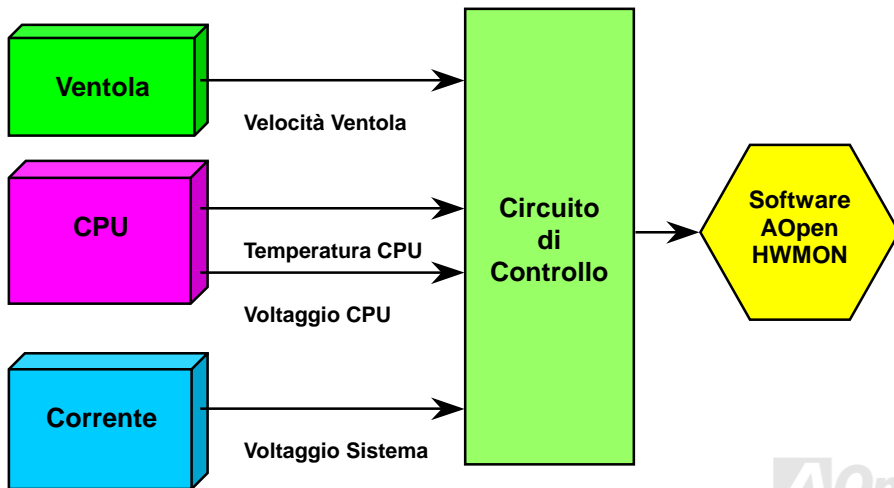 Ventola
Velocità Ventola
CPU
Temperatura CPU
Voltaggio CPU
Corrente
Voltaggio Sistema
Circuito
di
Controllo
Software
AOpen
HWMON